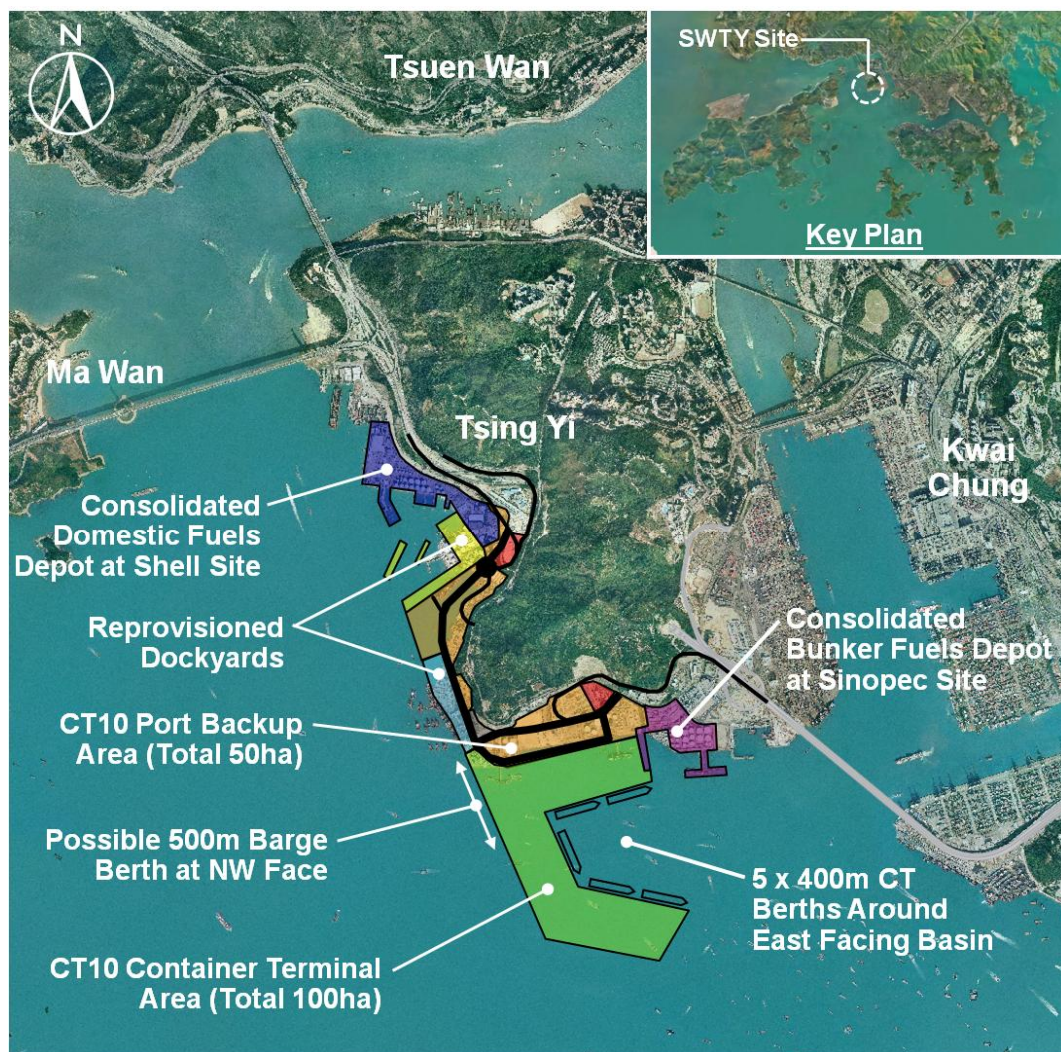 N
Tsuen Wan
SWTY Site
Key Plan
Ma Wan
Tsing Yi
Kwai
Chung
Consolidated
Domestic Fuels
Depot at Shell Site
Reprovisioned
Dockyards
Consolidated
Bunker Fuels Depot
at Sinopec Site
CT10 Port Backup
Area (Total 50ha)
Possible 500m Barge
Berth at NW Face
5 x 400m CT
Berths Around
East Facing Basin
CT10 Container Terminal
Area (Total 100ha)